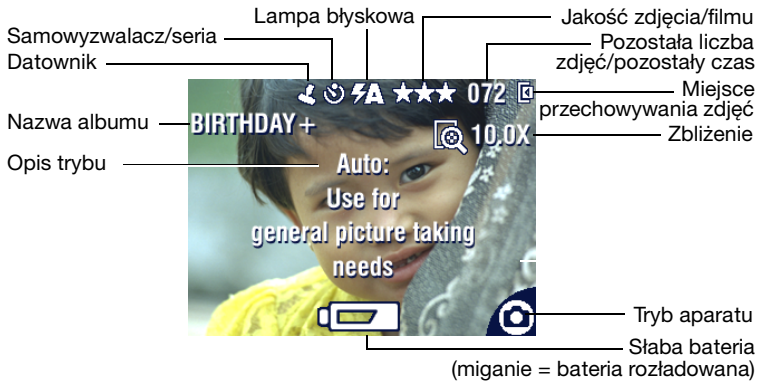 Lampa błyskowa
Jakość zdjęcia/filmu
Samowyzwalacz/seria
Pozostała liczba
zdjęć/pozostały czas
Datownik
Miejsce
przechowywania zdjęć
Nazwa albumu
Zbliżenie
Opis trybu
A 072
BIRTHDAY+
10.0X
Auto:
Use for
general picture taking
needs
Tryb aparatu
Słaba bateria
(miganie = bateria rozładowana)